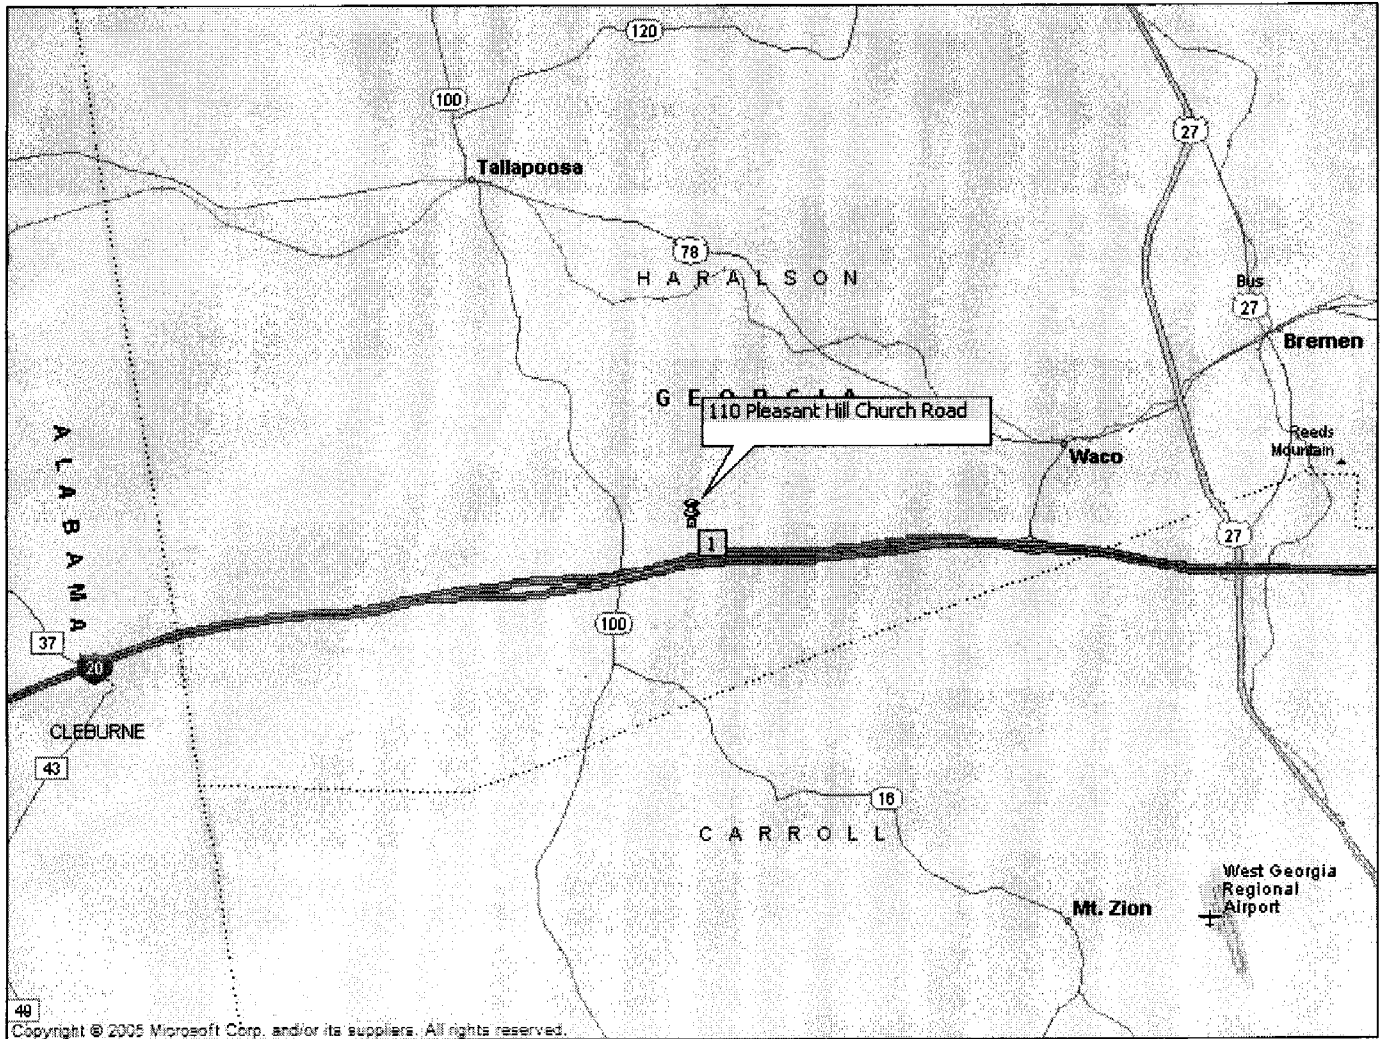 120
100
27
Tallapoosa
78
HARALSON
Bus
27
Bremen
110 Pleasant Hill Church Road
ALABAMA
Reeds
Mountain
Waco
1
27
100
37
20
CLEBURNE
43
16
CARROLL
West Georgia
Regional
Airport
Mt. Zion
49
Copyright © 2005 Microsoft Corp. and/or its suppliers. All rights reserved.